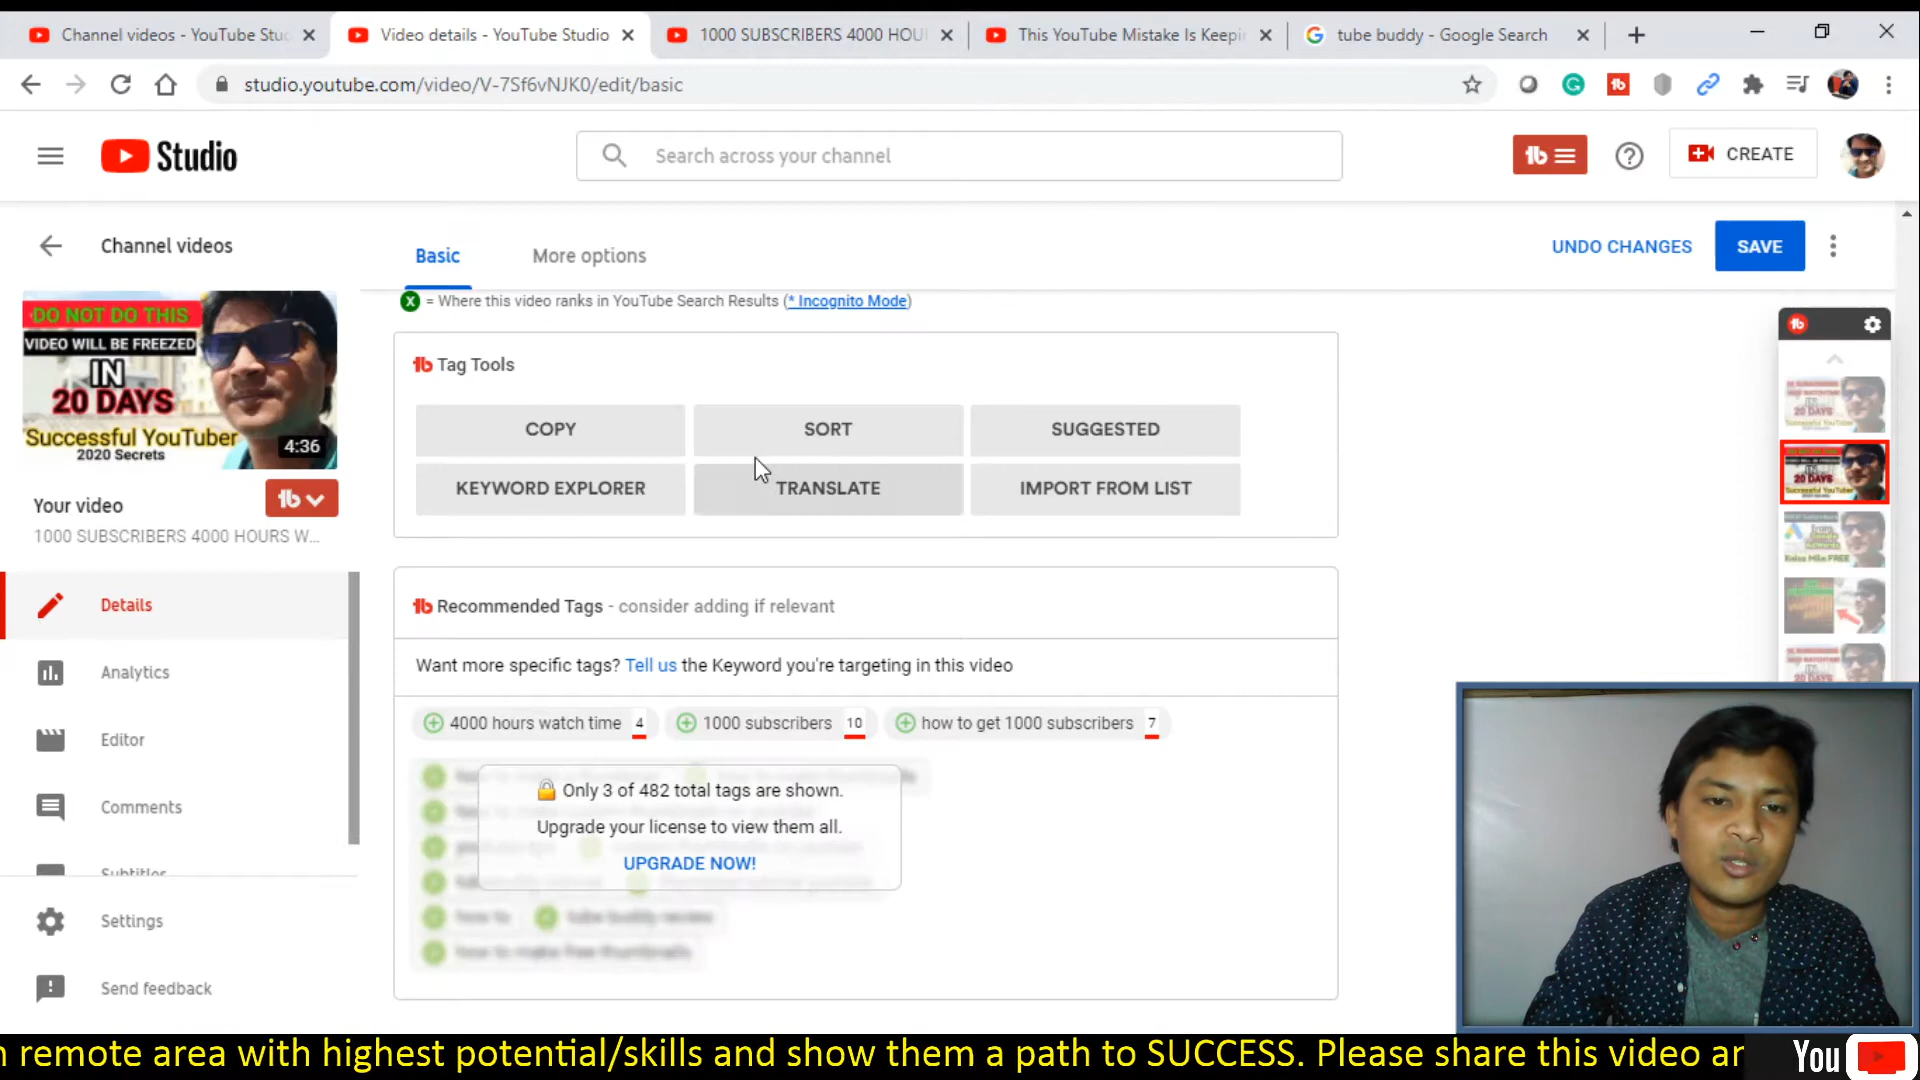 Channel videos - YouTube Stu
Video details - YouTube Studio
1000 SUBSCRIBERS 4000 HOU
This YouTube Mistake Is Keepi
tube buddy - Google Search
studio.youtube.com/video/V-7Sf6vNJK0/edit/basic
Studio
Search across your channel
CREATE
Channel videos
Basic
More options
UNDO CHANGES
SAVE
X = Where this video ranks in YouTube Search Results (* Incognito Mode)
DO NOT DO THIS
VIDEO WILL BE FREEZED
IN
20 DAYS
Successful YouTuber
2020 Secrets
4:36
Your video
1000 SUBSCRIBERS 4000 HOURS W...
Details
Analytics
Editor
Comments
Subtitles
Settings
Send feedback
Tag Tools
COPY
SORT
SUGGESTED
KEYWORD EXPLORER
TRANSLATE
IMPORT FROM LIST
Recommended Tags - consider adding if relevant
Want more specific tags? Tell us the Keyword you're targeting in this video
4000 hours watch time 4
1000 subscribers 10
how to get 1000 subscribers 7
Only 3 of 482 total tags are shown.
Upgrade your license to view them all.
UPGRADE NOW!
20 DAYS
20 DAYS
Successful YouTuber
remote area with highest potential/skills and show them a path to SUCCESS. Please share this video
You